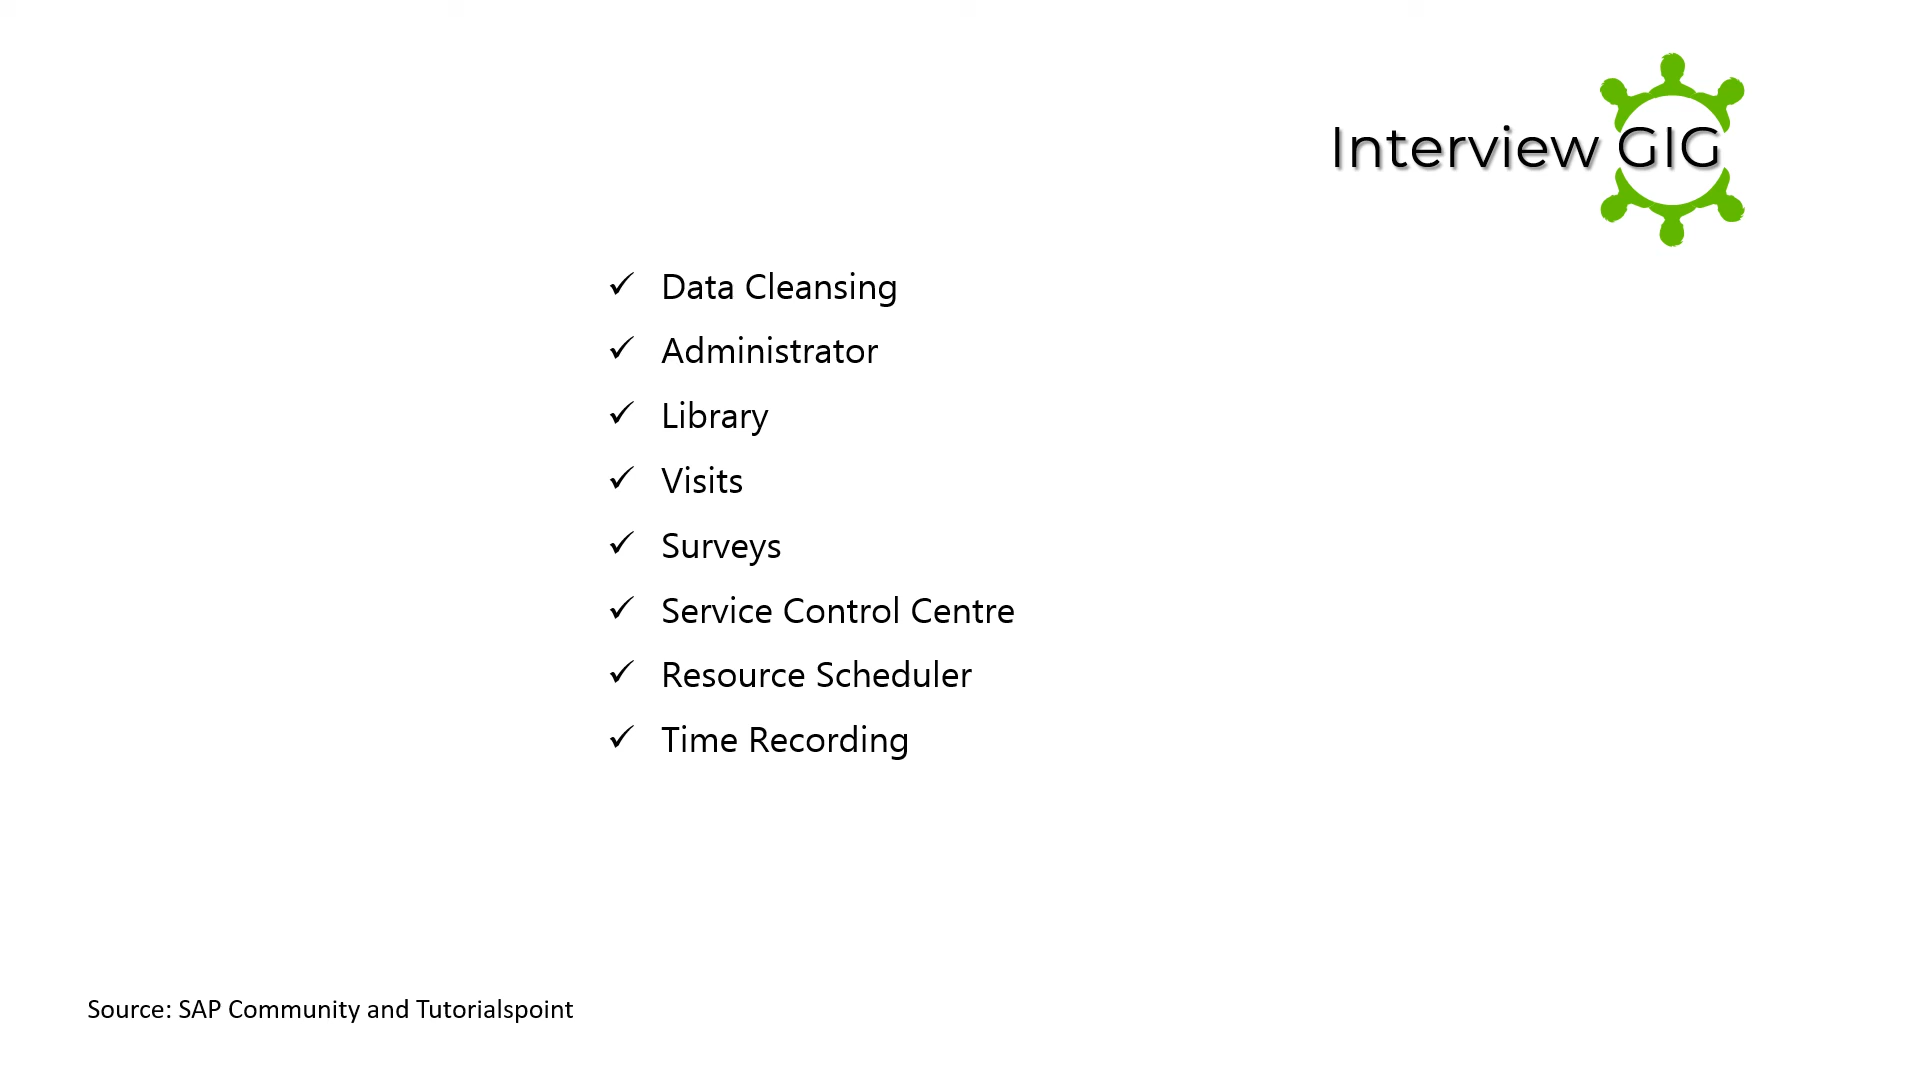 Interview GIG
✓ Data Cleansing
✓ Administrator
✓ Library
✓ Visits
✓ Surveys
✓ Service Control Centre
✓ Resource Scheduler
✓ Time Recording
Source: SAP Community and Tutorialspoint